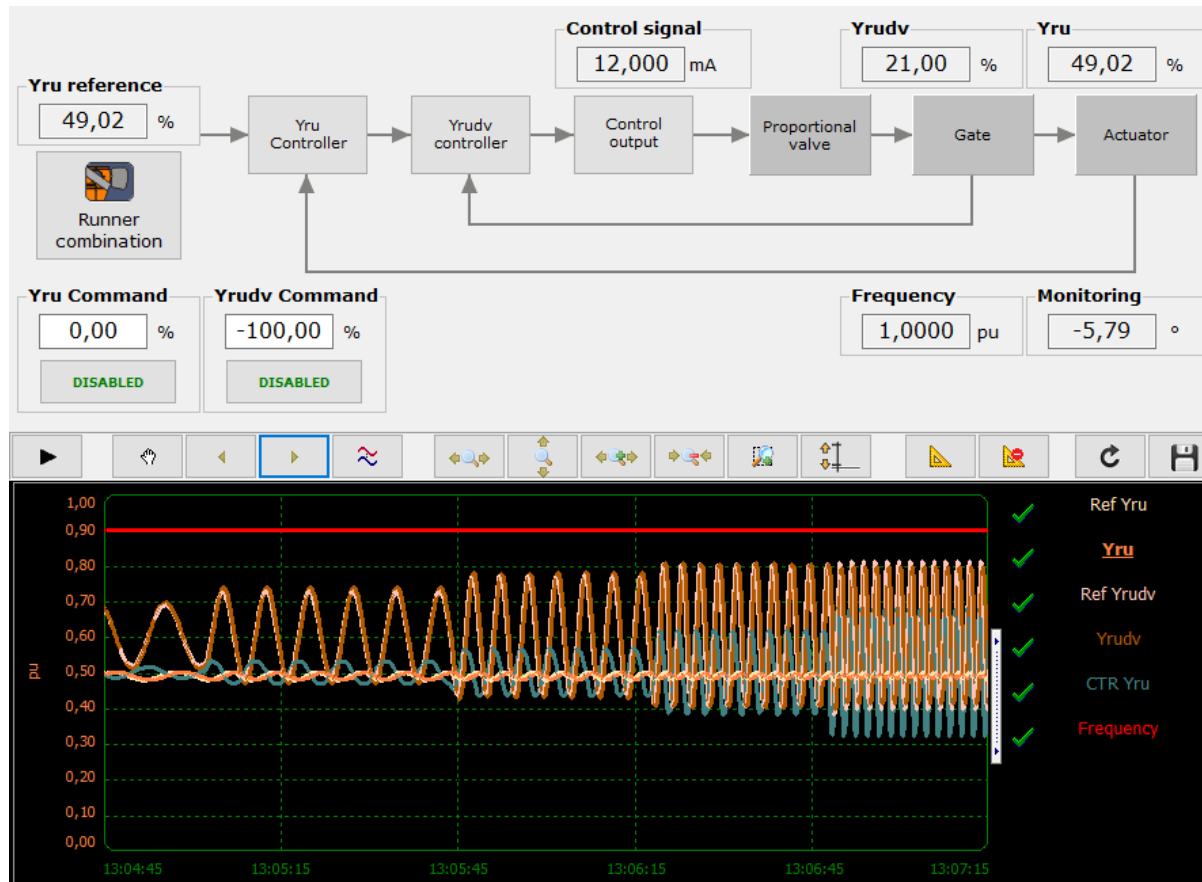 Control signal
12,000 mA
Yrudv
21,00 %
Yru
49,02 %
Yru reference
49,02 %
Yru
Controller
Yrudv
controller
Control
output
Proportional
valve
Gate
Actuator
Runner
combination
Yru Command
0,00 %
DISABLED
Yrudv Command
-100,00 %
DISABLED
Frequency
1,0000 pu
Monitoring
-5,79 °
1,00
0,90
0,80
0,70
0,60
0,50
0,40
0,30
0,20
0,10
0,00
pu
13:04:45 13:05:15 13:05:45 13:06:15 13:06:45 13:07:15
Ref Yru
Yru
Ref Yrudv
Yrudv
CTR Yru
Frequency